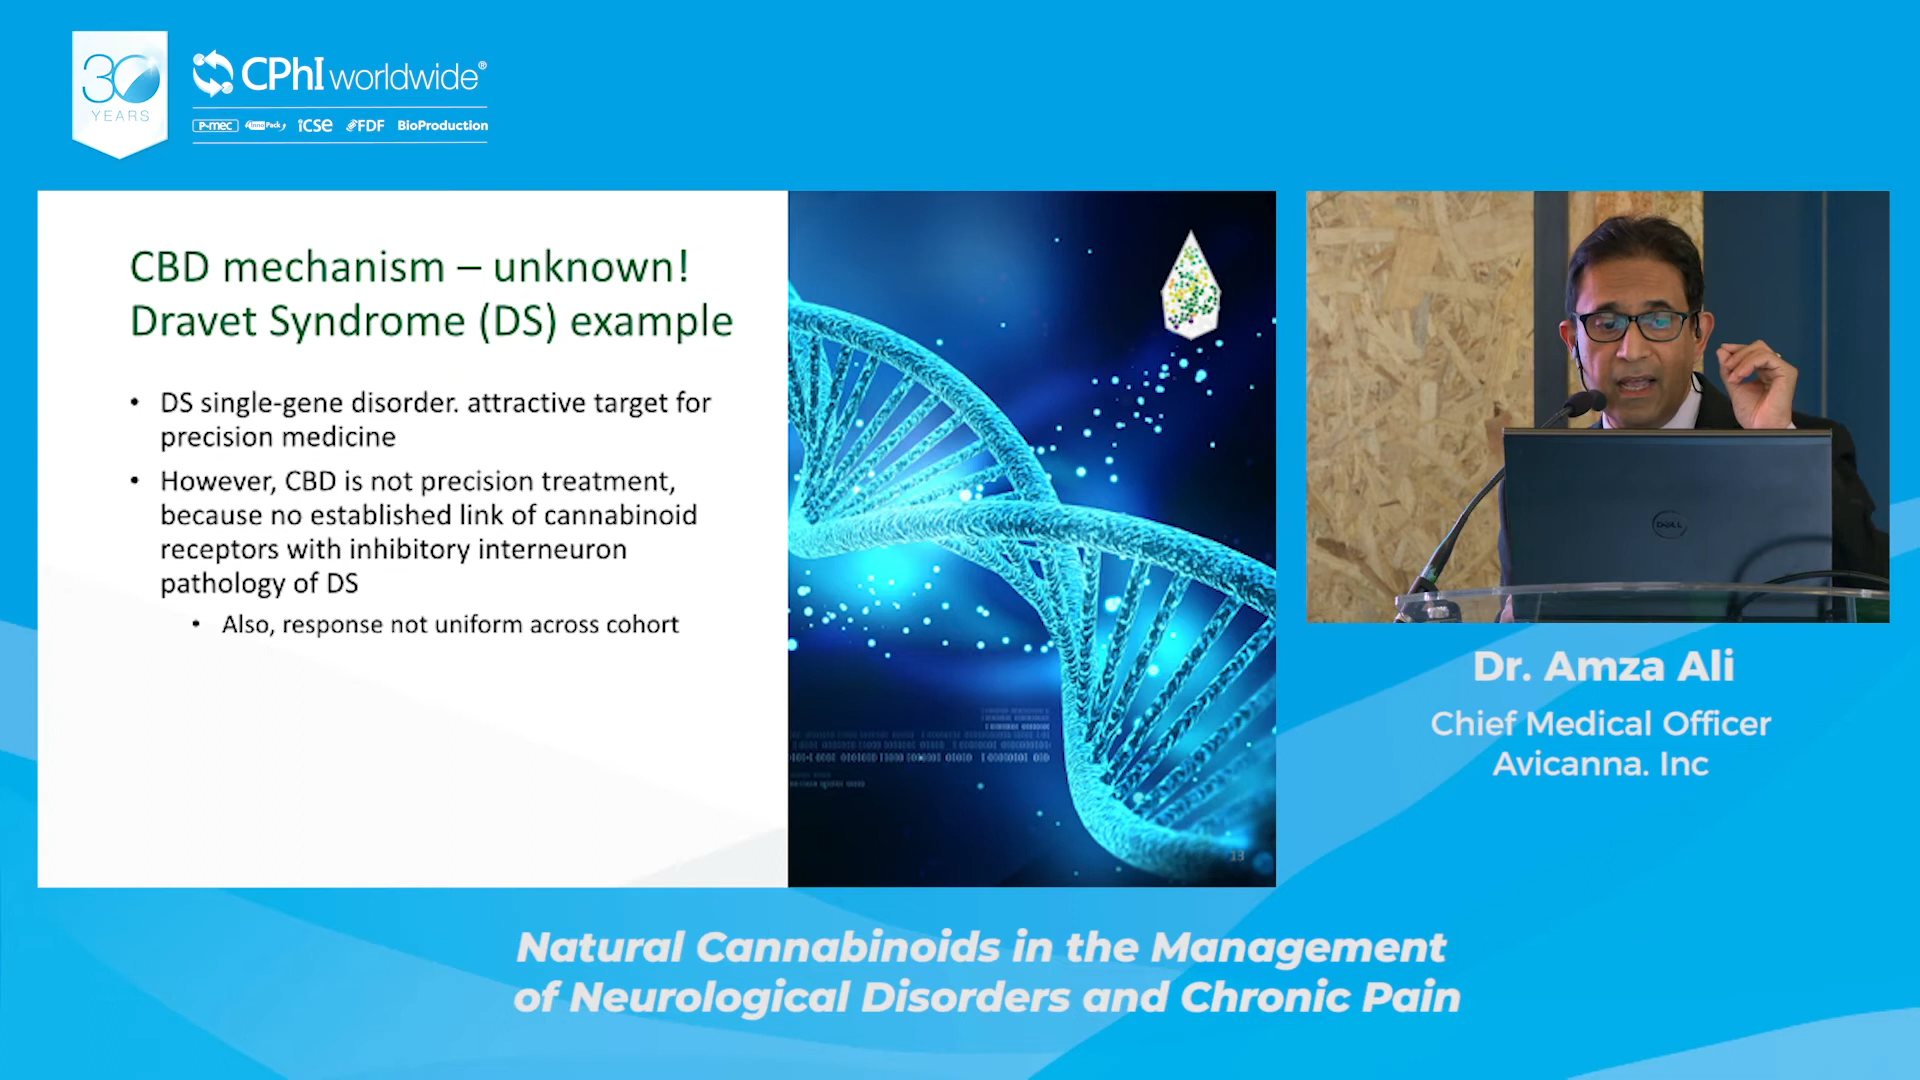 30
YEARS
CPhI worldwide®
P-mec InnoPack iCSE FDF BioProduction
CBD mechanism – unknown!
Dravet Syndrome (DS) example
• DS single-gene disorder. attractive target for
precision medicine
• However, CBD is not precision treatment,
because no established link of cannabinoid
receptors with inhibitory interneuron
pathology of DS
• Also, response not uniform across cohort
13
DELL
Dr. Amza Ali
Chief Medical Officer
Avicanna. Inc
Natural Cannabinoids in the Management
of Neurological Disorders and Chronic Pain